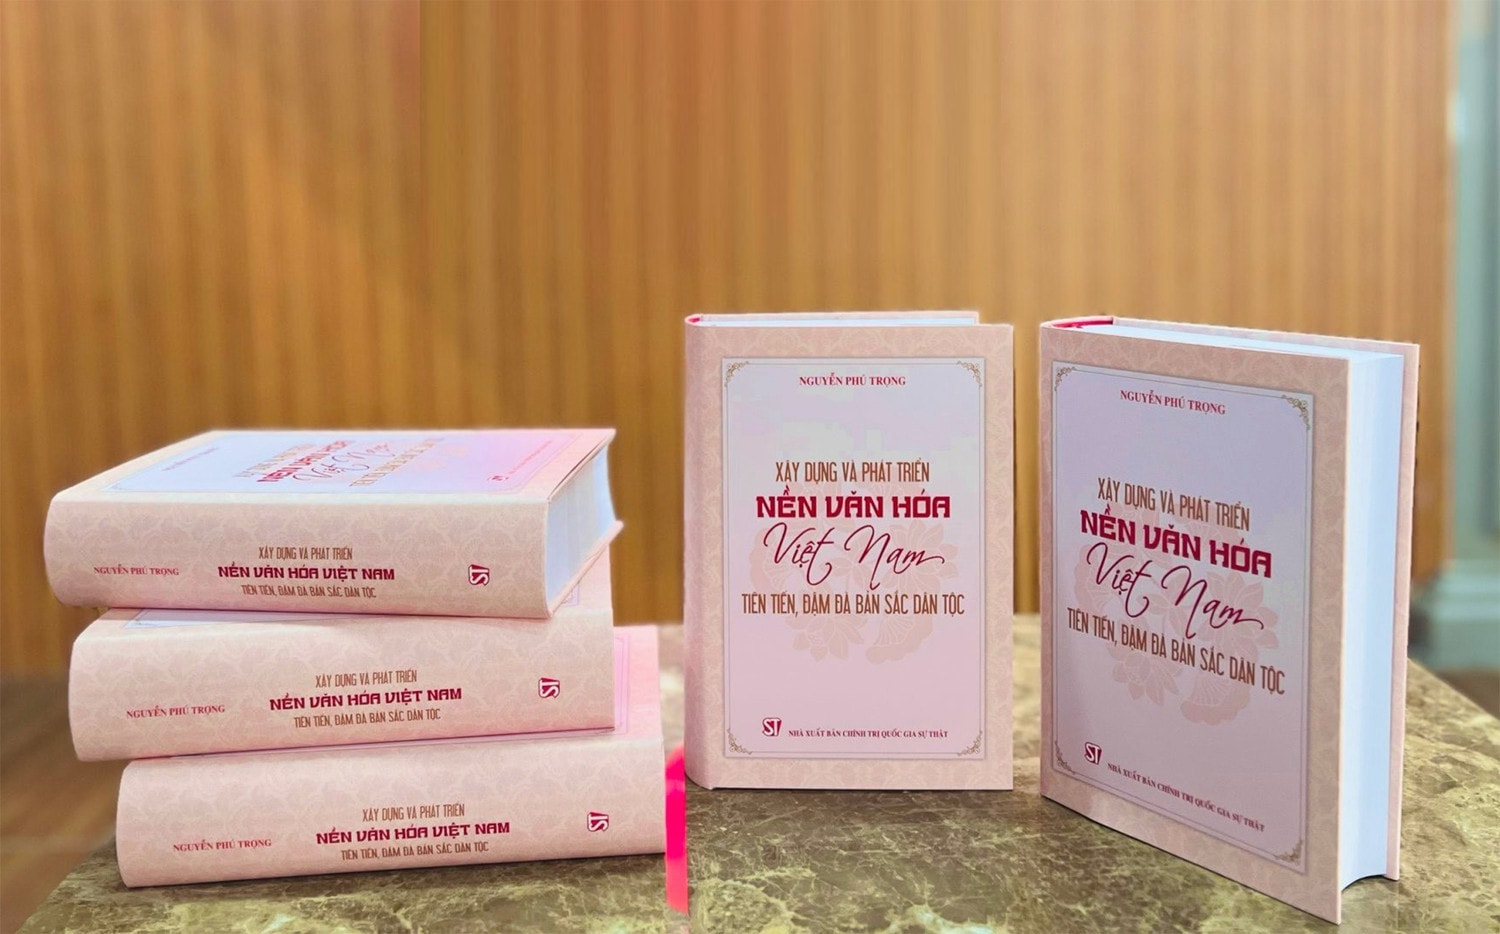 NỀN VĂN HÓA
Việt Nam
NGUYỄN PHÚ TRỌNG
XÂY DỰNG VÀ PHÁT TRIỂN
NỀN VĂN HÓA VIỆT NAM
TIÊN TIẾN, ĐẬM ĐÀ BẢN SẮC DÂN TỘC
ST
NGUYỄN PHÚ TRỌNG
XÂY DỰNG VÀ PHÁT TRIỂN
NỀN VĂN HÓA VIỆT NAM
TIÊN TIẾN, ĐẬM ĐÀ BẢN SẮC DÂN TỘC
ST
NGUYỄN PHÚ TRỌNG
XÂY DỰNG VÀ PHÁT TRIỂN
NỀN VĂN HÓA VIỆT NAM
TIÊN TIẾN, ĐẬM ĐÀ BẢN SẮC DÂN TỘC
ST
NGUYỄN PHÚ TRỌNG
XÂY DỰNG VÀ PHÁT TRIỂN
NỀN VĂN HÓA
Việt Nam
TIÊN TIẾN, ĐẬM ĐÀ BẢN SẮC DÂN TỘC
ST NHÀ XUẤT BẢN CHÍNH TRỊ QUỐC GIA SỰ THẬT
NGUYỄN PHÚ TRỌNG
XÂY DỰNG VÀ PHÁT TRIỂN
NỀN VĂN HÓA
Việt Nam
TIÊN TIẾN, ĐẬM ĐÀ BẢN SẮC DÂN TỘC
ST NHÀ XUẤT BẢN CHÍNH TRỊ QUỐC GIA SỰ THẬT